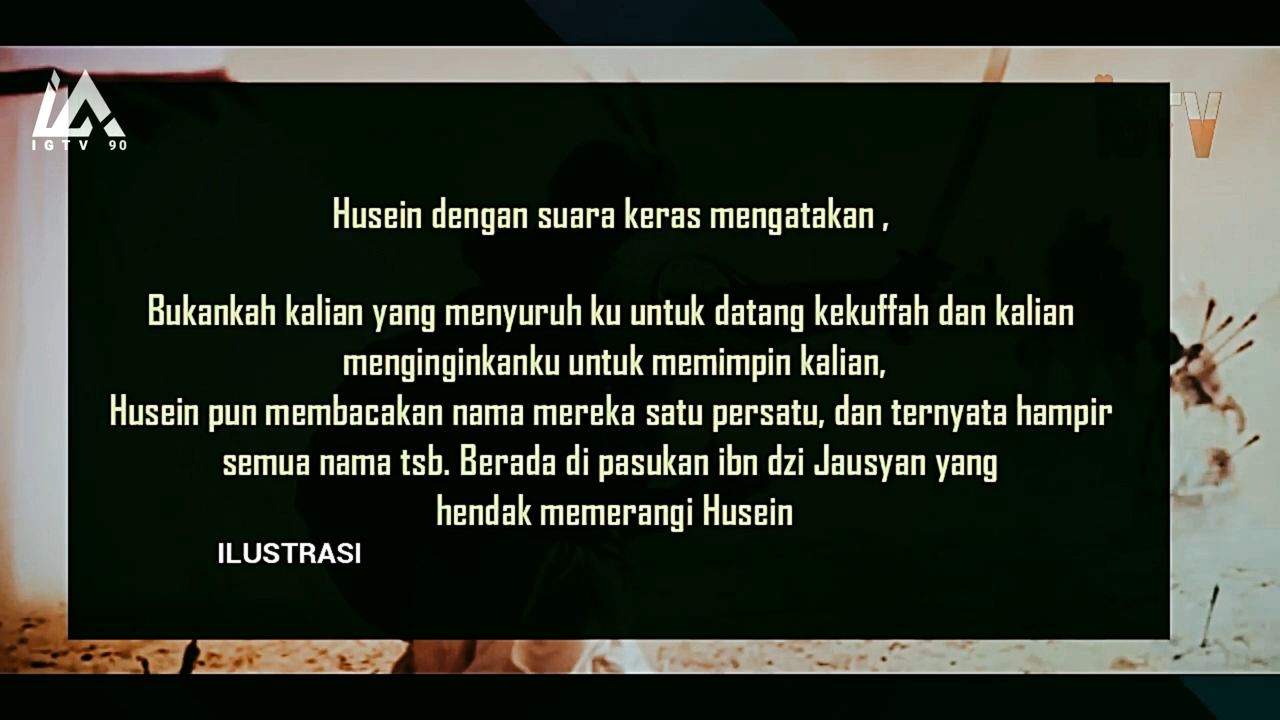 IGTV 90
TV
Husein dengan suara keras mengatakan ,
Bukankah kalian yang menyuruh ku untuk datang kekuffah dan kalian
menginginkanku untuk memimpin kalian,
Husein pun membacakan nama mereka satu persatu, dan ternyata hampir
semua nama tsb. Berada di pasukan ibn dzi Jausyan yang
hendak memerangi Husein
ILUSTRASI